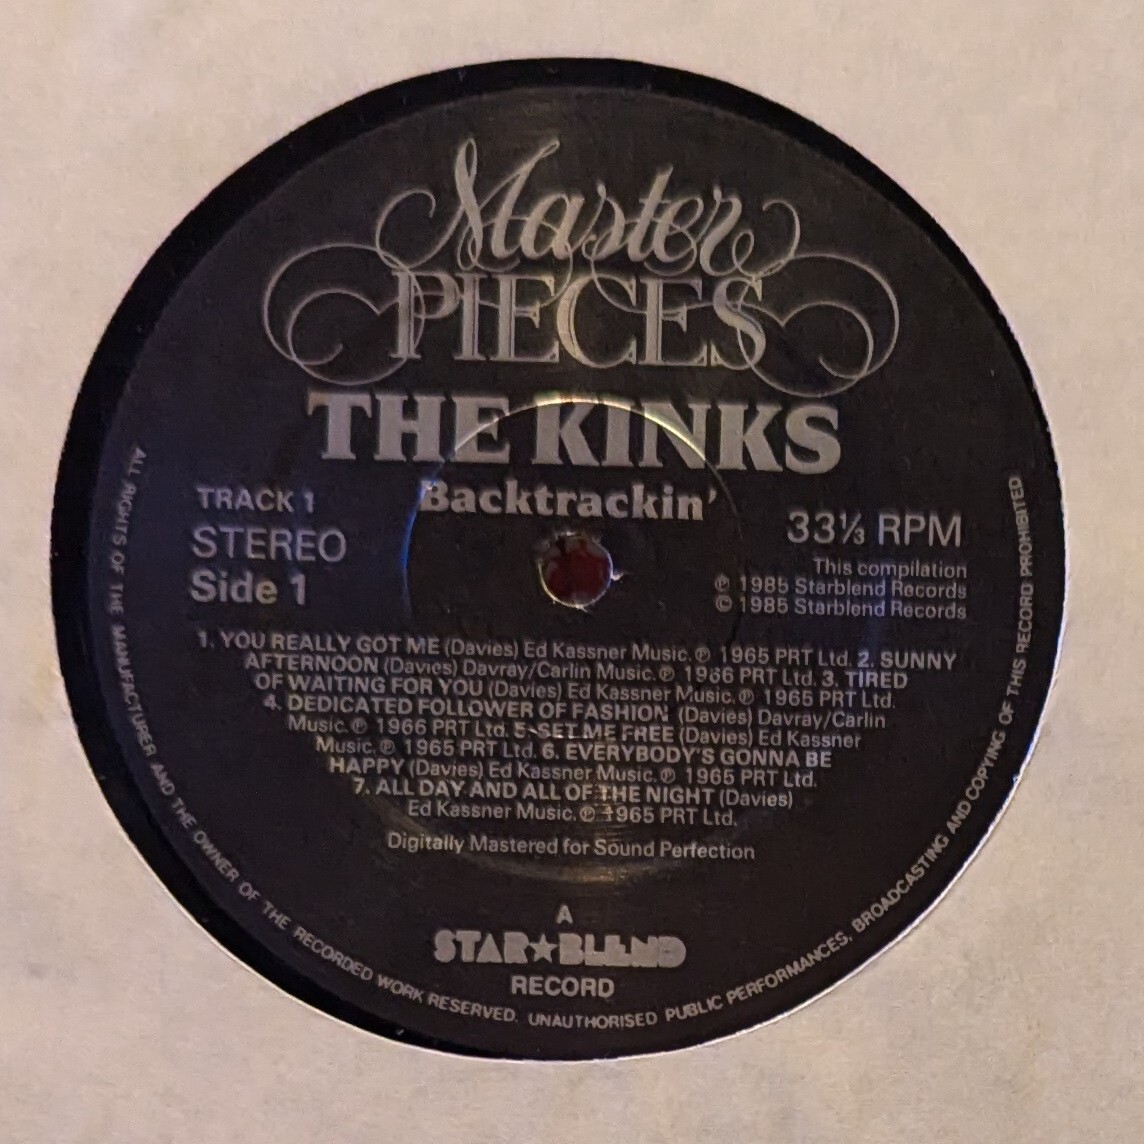 Master
PIECES
THE KINKS
Backtrackin'
TRACK 1
STEREO
Side 1
33⅓ RPM
This compilation
℗ 1985 Starblend Records
© 1985 Starblend Records
1. YOU REALLY GOT ME (Davies) Ed Kassner Music. ℗ 1965 PRT Ltd. 2. SUNNY
AFTERNOON (Davies) Davray/Carlin Music. ℗ 1966 PRT Ltd. 3. TIRED
OF WAITING FOR YOU (Davies) Ed Kassner Music. ℗ 1965 PRT Ltd.
4. DEDICATED FOLLOWER OF FASHION (Davies) Davray/Carlin
Music. ℗ 1966 PRT Ltd. 5. SET ME FREE (Davies) Ed Kassner
Music. ℗ 1965 PRT Ltd. 6. EVERYBODY'S GONNA BE
HAPPY (Davies) Ed Kassner Music. ℗ 1965 PRT Ltd.
7. ALL DAY AND ALL OF THE NIGHT (Davies)
Ed Kassner Music. ℗ 1965 PRT Ltd.
Digitally Mastered for Sound Perfection
A
STAR★BLEND
RECORD
ALL RIGHTS OF THE MANUFACTURER AND THE OWNER OF THE RECORDED WORK RESERVED. UNAUTHORISED PUBLIC PERFORMANCES, BROADCASTING AND COPYING OF THIS RECORD PROHIBITED